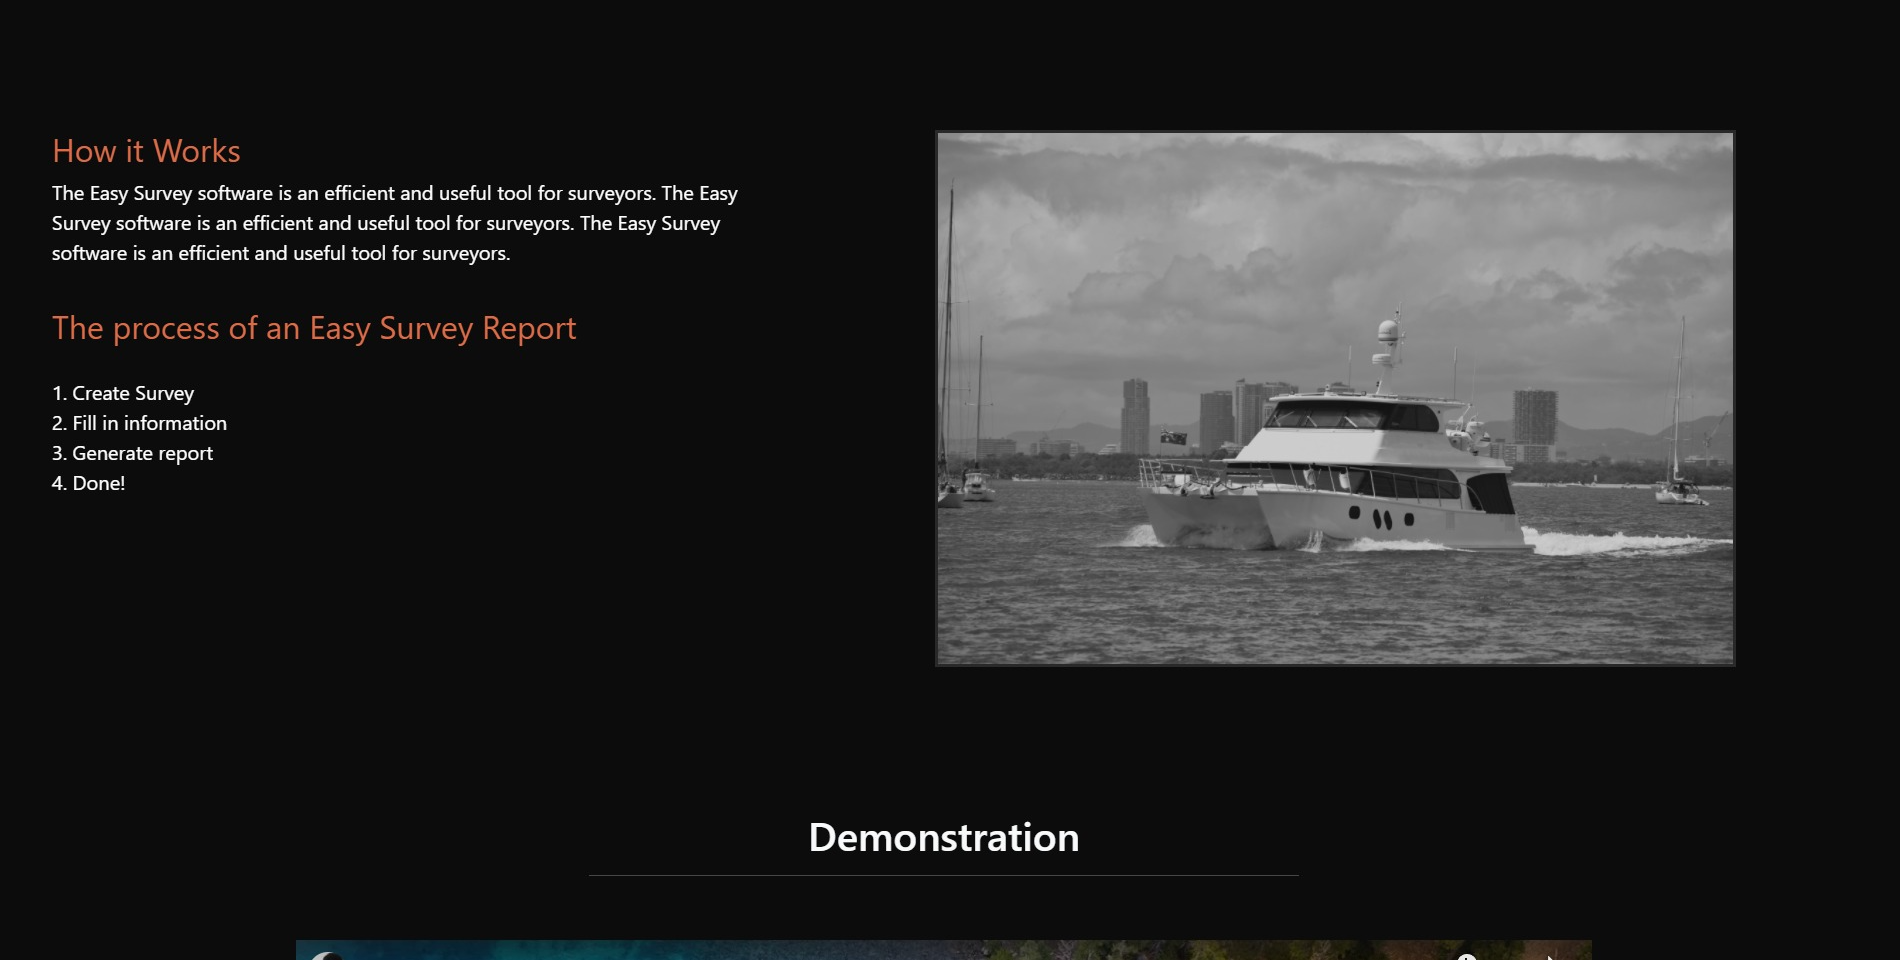 How it Works
The Easy Survey software is an efficient and useful tool for surveyors. The Easy
Survey software is an efficient and useful tool for surveyors. The Easy Survey
software is an efficient and useful tool for surveyors.
The process of an Easy Survey Report
1. Create Survey
2. Fill in information
3. Generate report
4. Done!
Demonstration